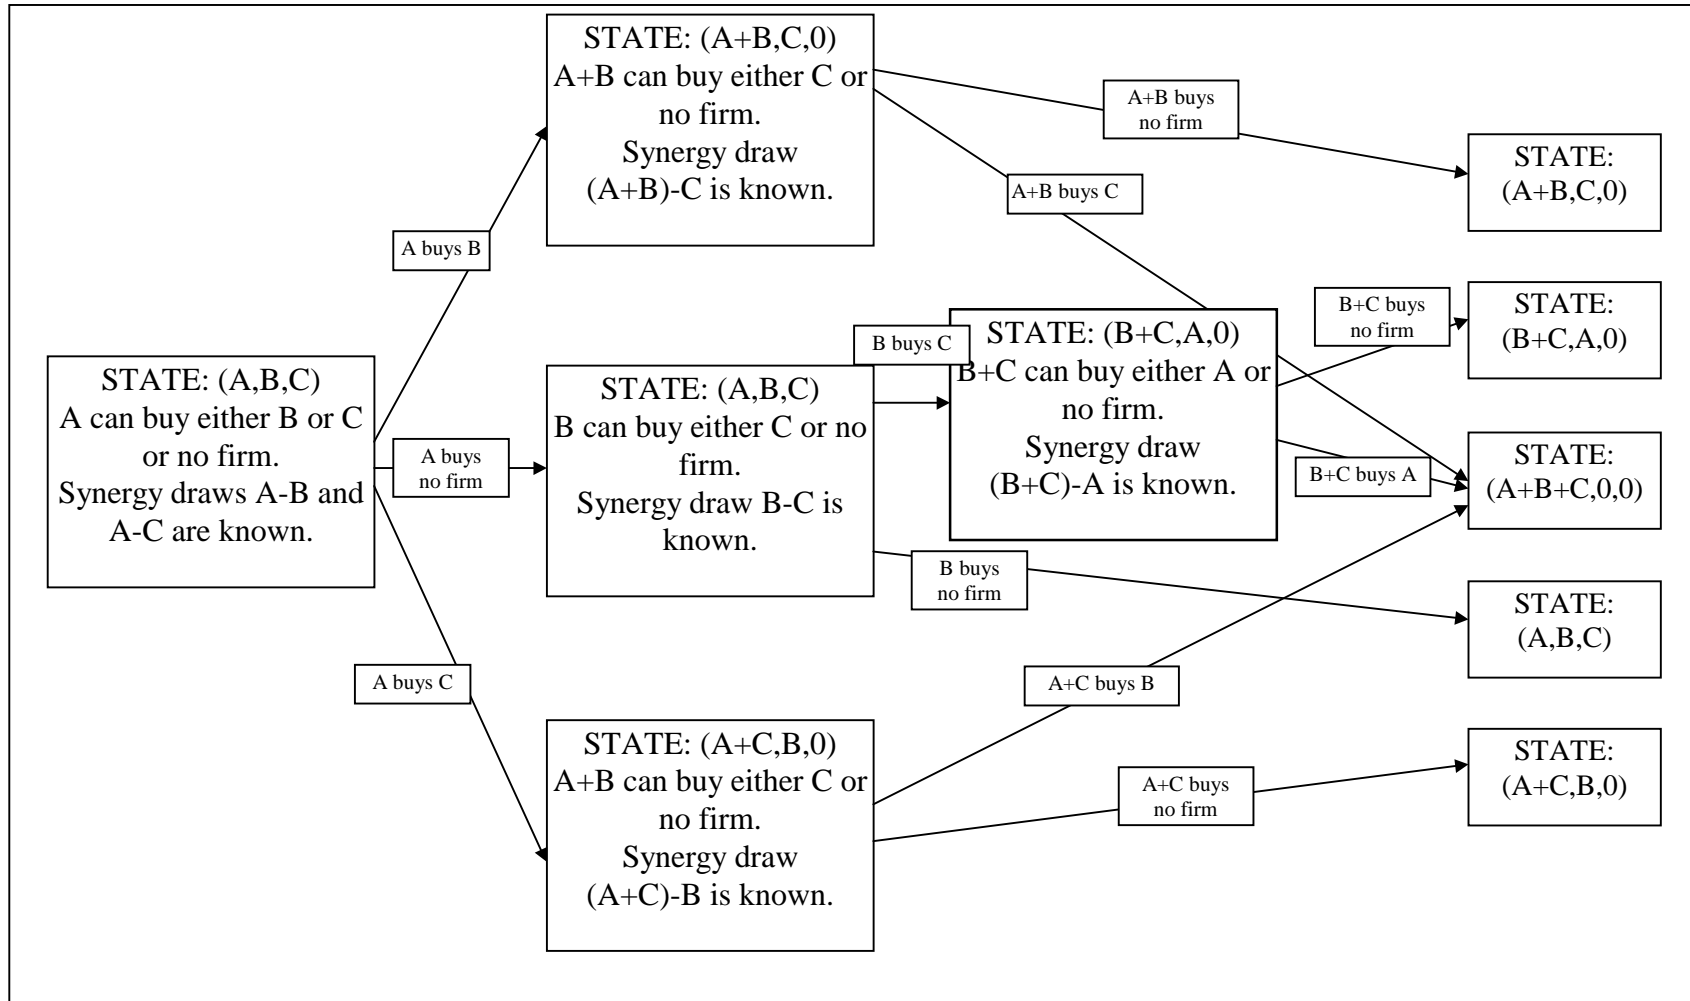 STATE: (A,B,C)
A can buy either B or C
or no firm.
Synergy draws A-B and
A-C are known.
A buys B
A buys
no firm
A buys C
STATE: (A+B,C,0)
A+B can buy either C or
no firm.
Synergy draw
(A+B)-C is known.
STATE: (A,B,C)
B can buy either C or no
firm.
Synergy draw B-C is
known.
STATE: (A+C,B,0)
A+B can buy either C or
no firm.
Synergy draw
(A+C)-B is known.
A+B buys
no firm
A+B buys C
B buys C
STATE: (B+C,A,0)
B+C can buy either A or
no firm.
Synergy draw
(B+C)-A is known.
B buys
no firm
A+C buys B
A+C buys
no firm
B+C buys
no firm
B+C buys A
STATE:
(A+B,C,0)
STATE:
(B+C,A,0)
STATE:
(A+B+C,0,0)
STATE:
(A,B,C)
STATE:
(A+C,B,0)